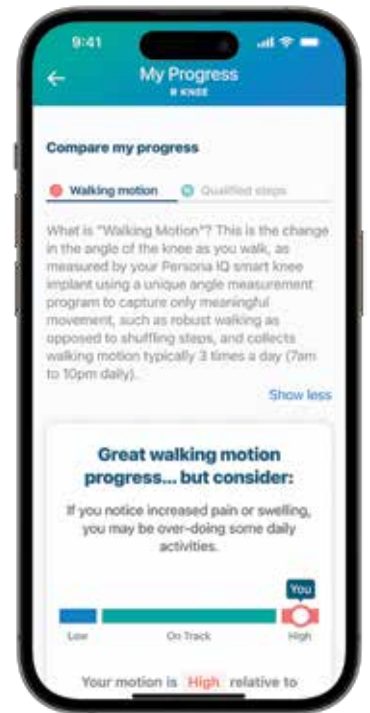 9:41
My Progress
R KNEE
Compare my progress
Walking motion Qualified steps
What is "Walking Motion"? This is the change
in the angle of the knee as you walk, as
measured by your Persona IQ smart knee
implant using a unique angle measurement
program to capture only meaningful
movement, such as robust walking as
opposed to shuffling steps, and collects
walking motion typically 3 times a day (7am
to 10pm daily).
Show less
Great walking motion
progress... but consider:
If you notice increased pain or swelling,
you may be over-doing some daily
activities.
You
Low On Track High
Your motion is High relative to